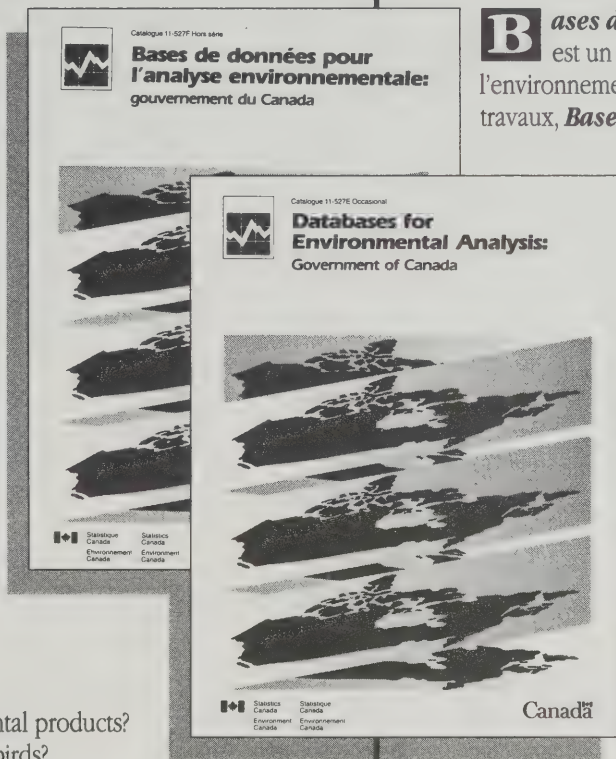 Catalogue 11-527F Hors série
Bases de données pour
l'analyse environnementale:
gouvernement du Canada
Statistique Canada
Statistics Canada
Environnement Canada
Environment Canada
Bases d
est un
l'environneme
travaux, Base
Catalogue 11-527E Occasional
Databases for
Environmental Analysis:
Government of Canada
Statistics Canada
Statistique Canada
Environment Canada
Environnement Canada
Canada
ntal products?
birds?